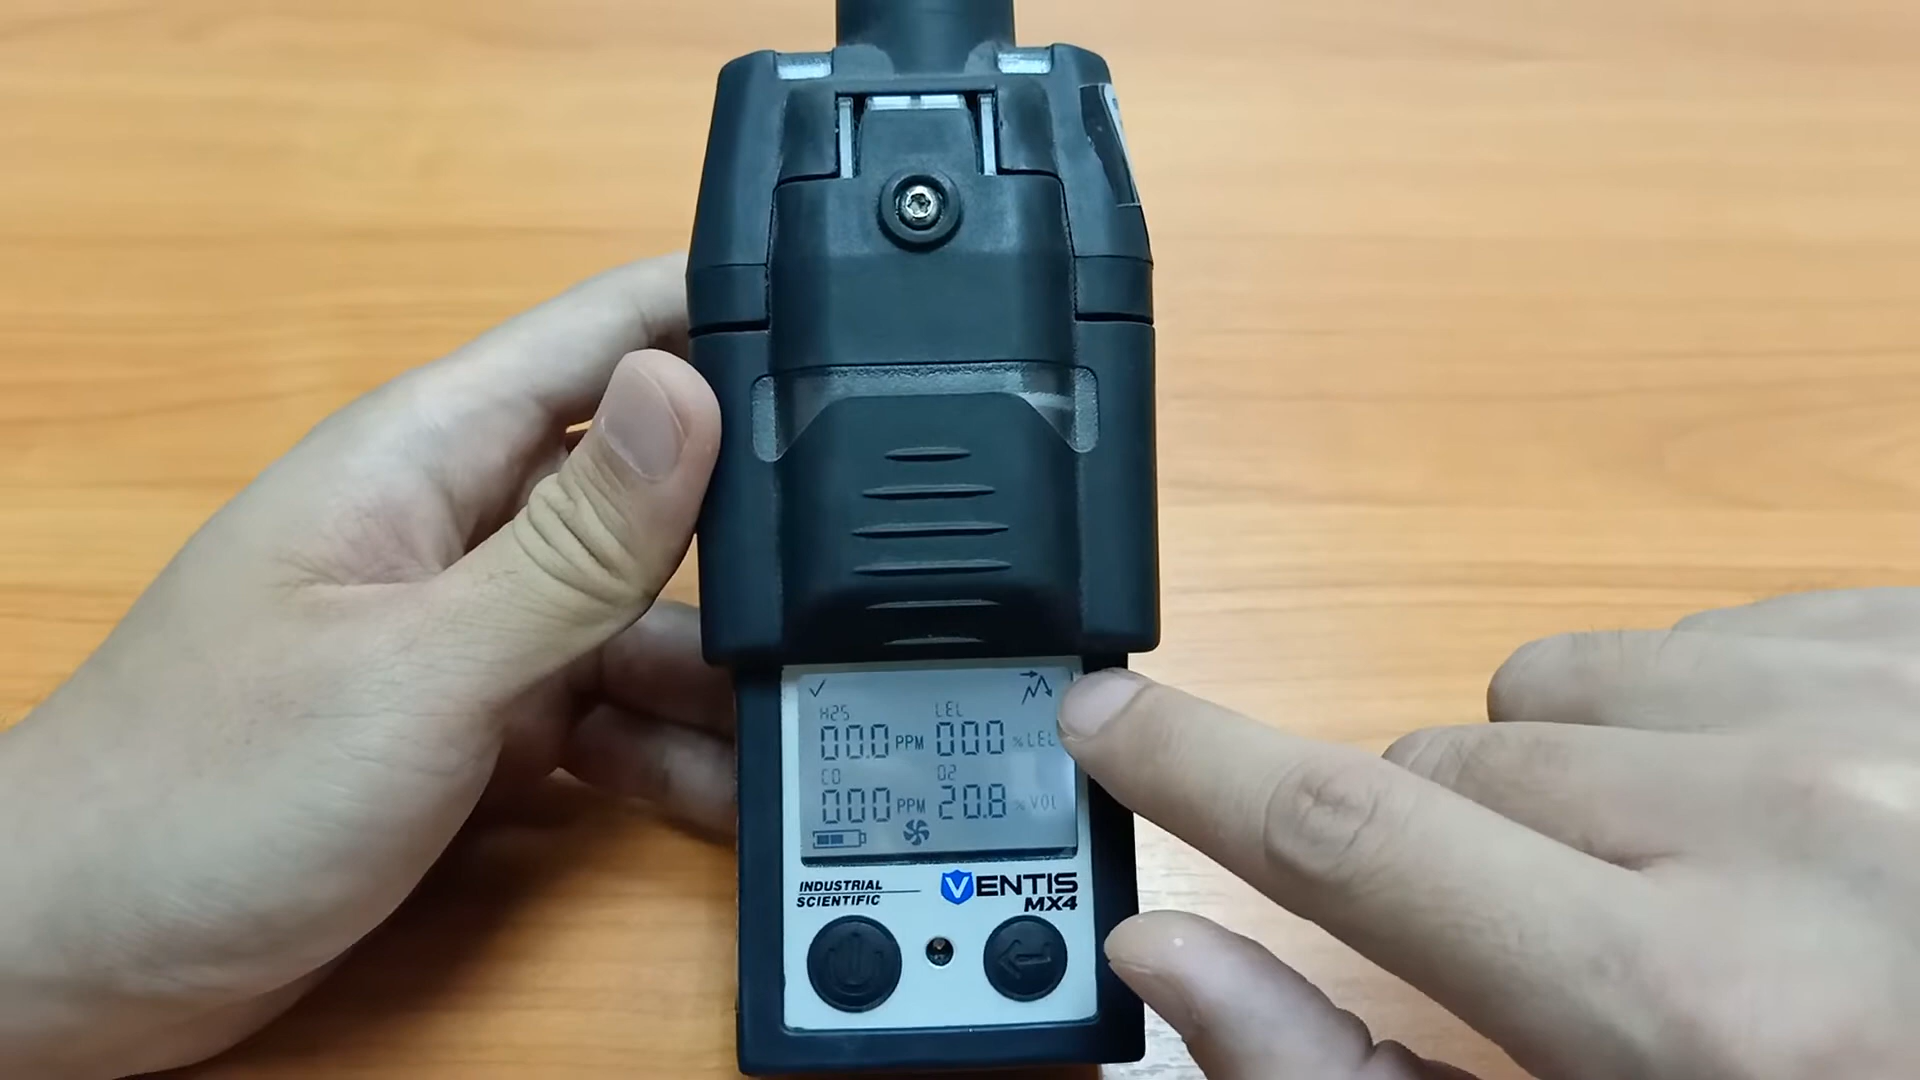 H2S LEL
00.0 PPM 000 % LEL
CO O2
000 PPM 20.8 % VOL
INDUSTRIAL
SCIENTIFIC
VENTIS
MX4